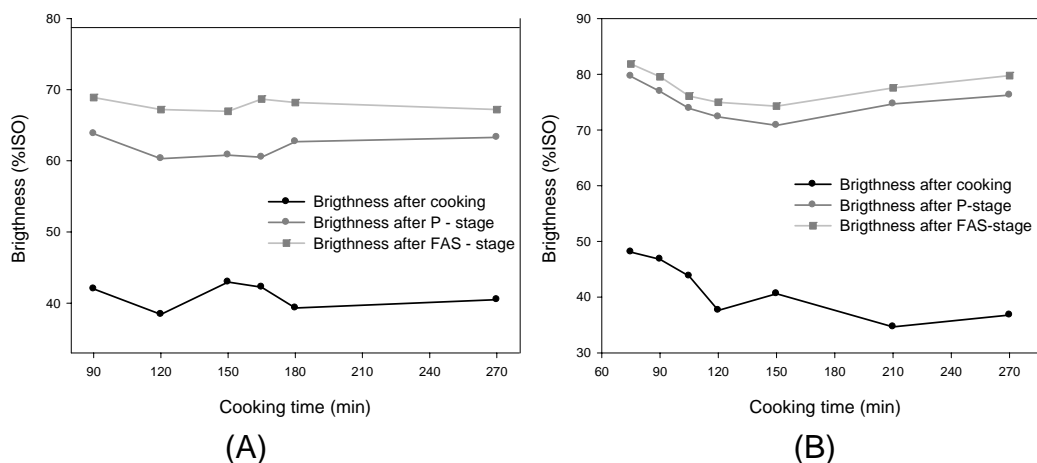 80
70
60
50
40
Brigthness (%ISO)
Brigthness after cooking
Brigthness after P - stage
Brigthness after FAS - stage
90 120 150 180 210 240 270
Cooking time (min)
(A)
90
80
70
60
50
40
30
Brigthness (%ISO)
Brigthness after cooking
Brigthness after P-stage
Brigthness after FAS-stage
60 90 120 150 180 210 240 270
Cooking time (min)
(B)